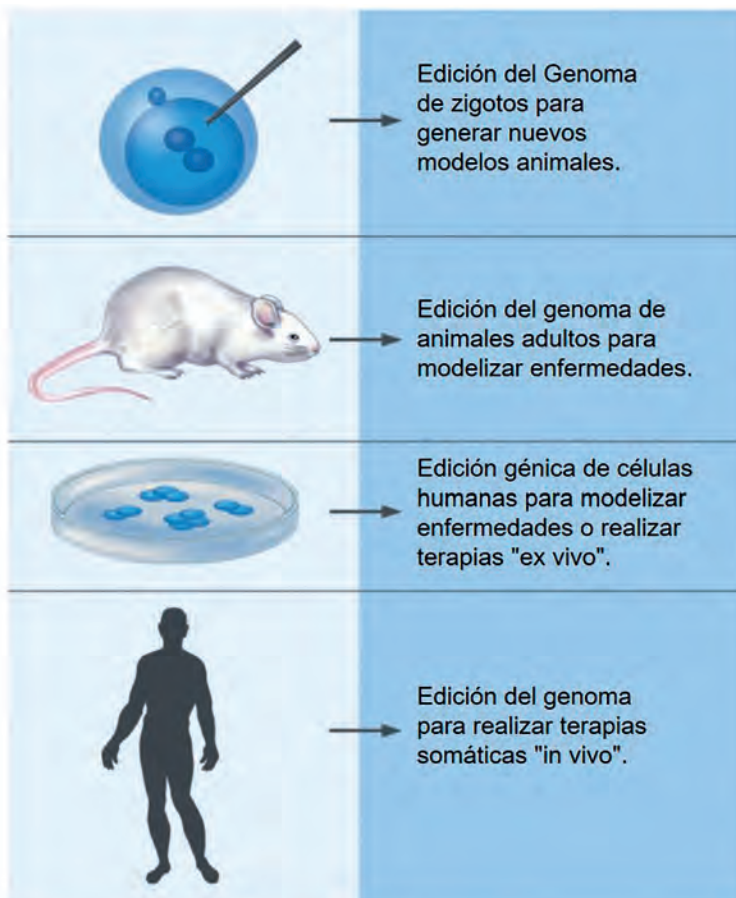 Edición del Genoma
de zigotos para
generar nuevos
modelos animales.
Edición del genoma de
animales adultos para
modelizar enfermedades.
Edición génica de células
humanas para modelizar
enfermedades o realizar
terapias "ex vivo".
Edición del genoma
para realizar terapias
somáticas "in vivo".